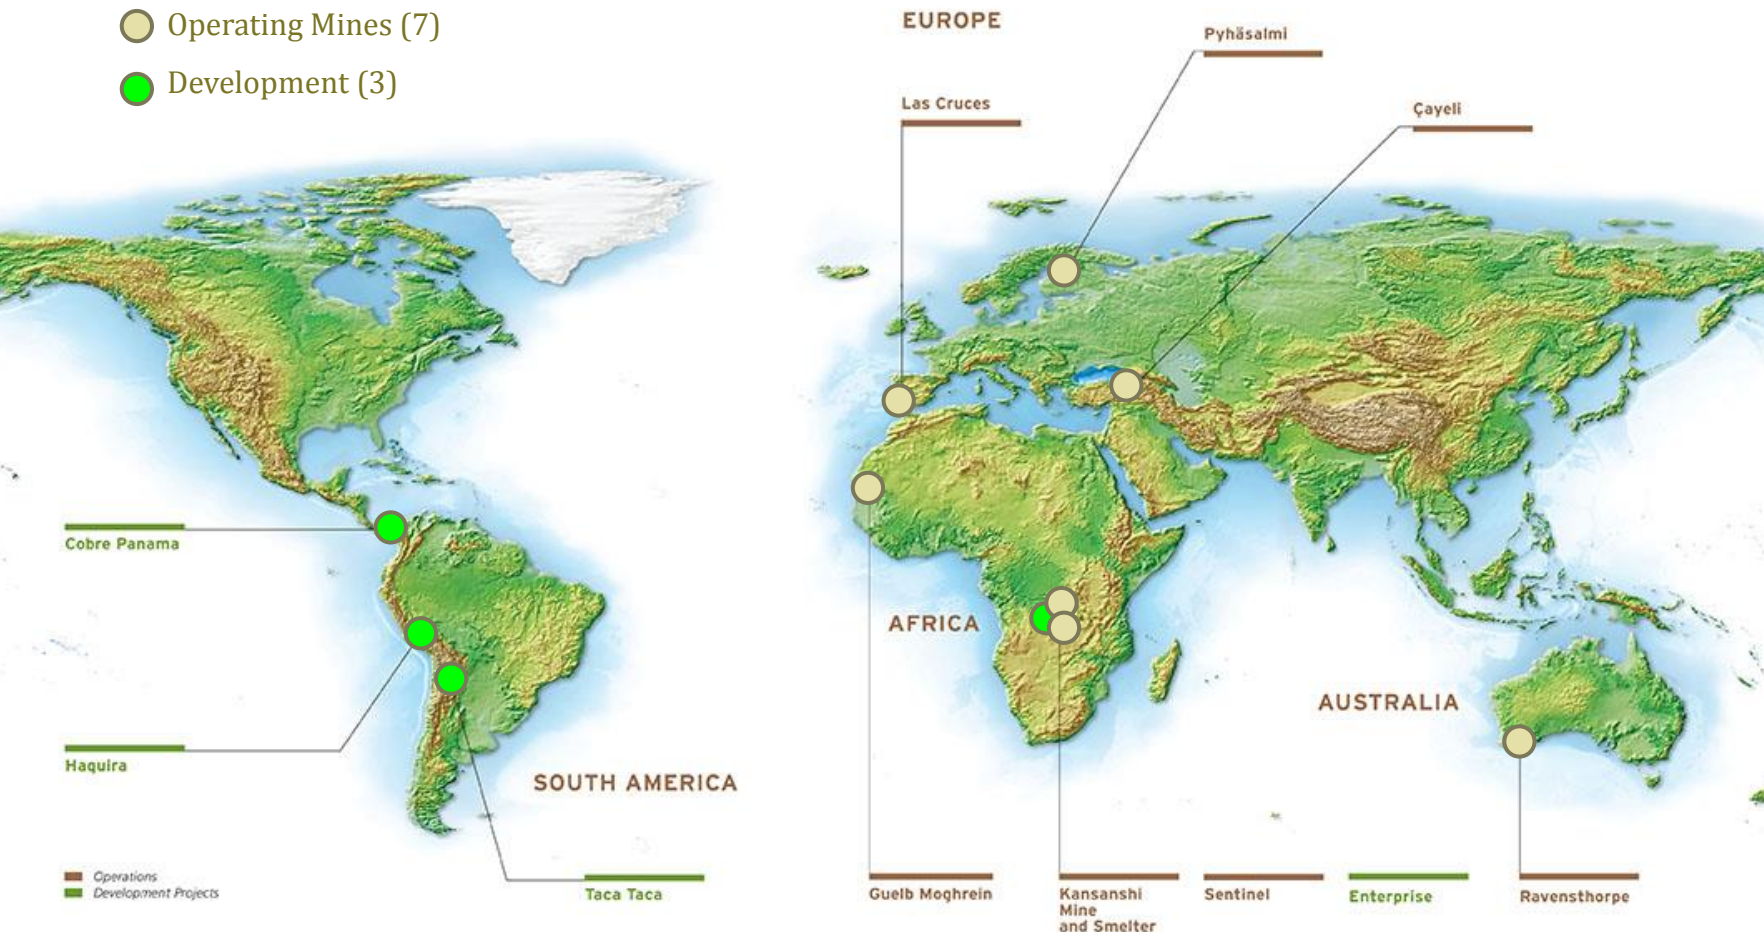 Operating Mines (7)
Development (3)
EUROPE
Pyhäsalmi
Las Cruces
Çayeli
Cobre Panama
AFRICA
AUSTRALIA
Haquira
SOUTH AMERICA
Operations
Development Projects
Taca Taca
Guelb Moghrein
Kansanshi
Mine
and Smelter
Sentinel
Enterprise
Ravensthorpe